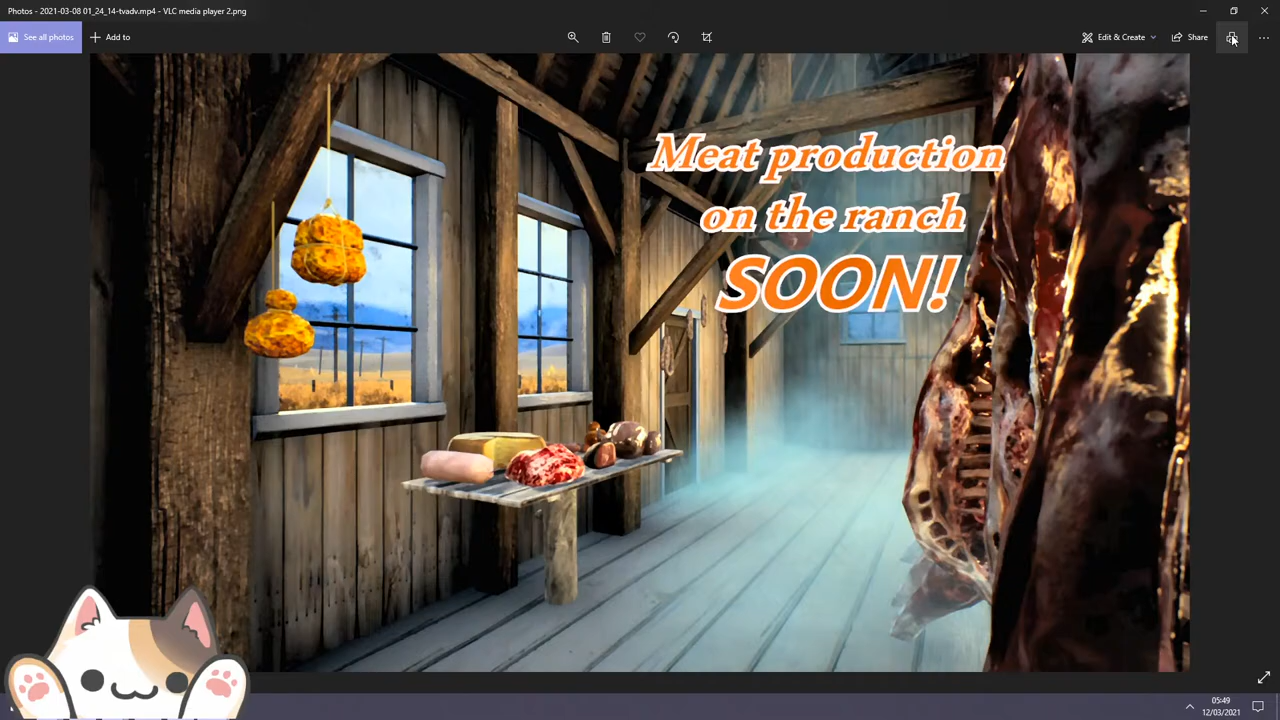 Photos - 2021-03-08 01_24_14-tvadv.mp4 - VLC media player 2.png
See all photos
Add to
Edit & Create
Share
Meat production
on the ranch
SOON!
05:49
12/03/2021